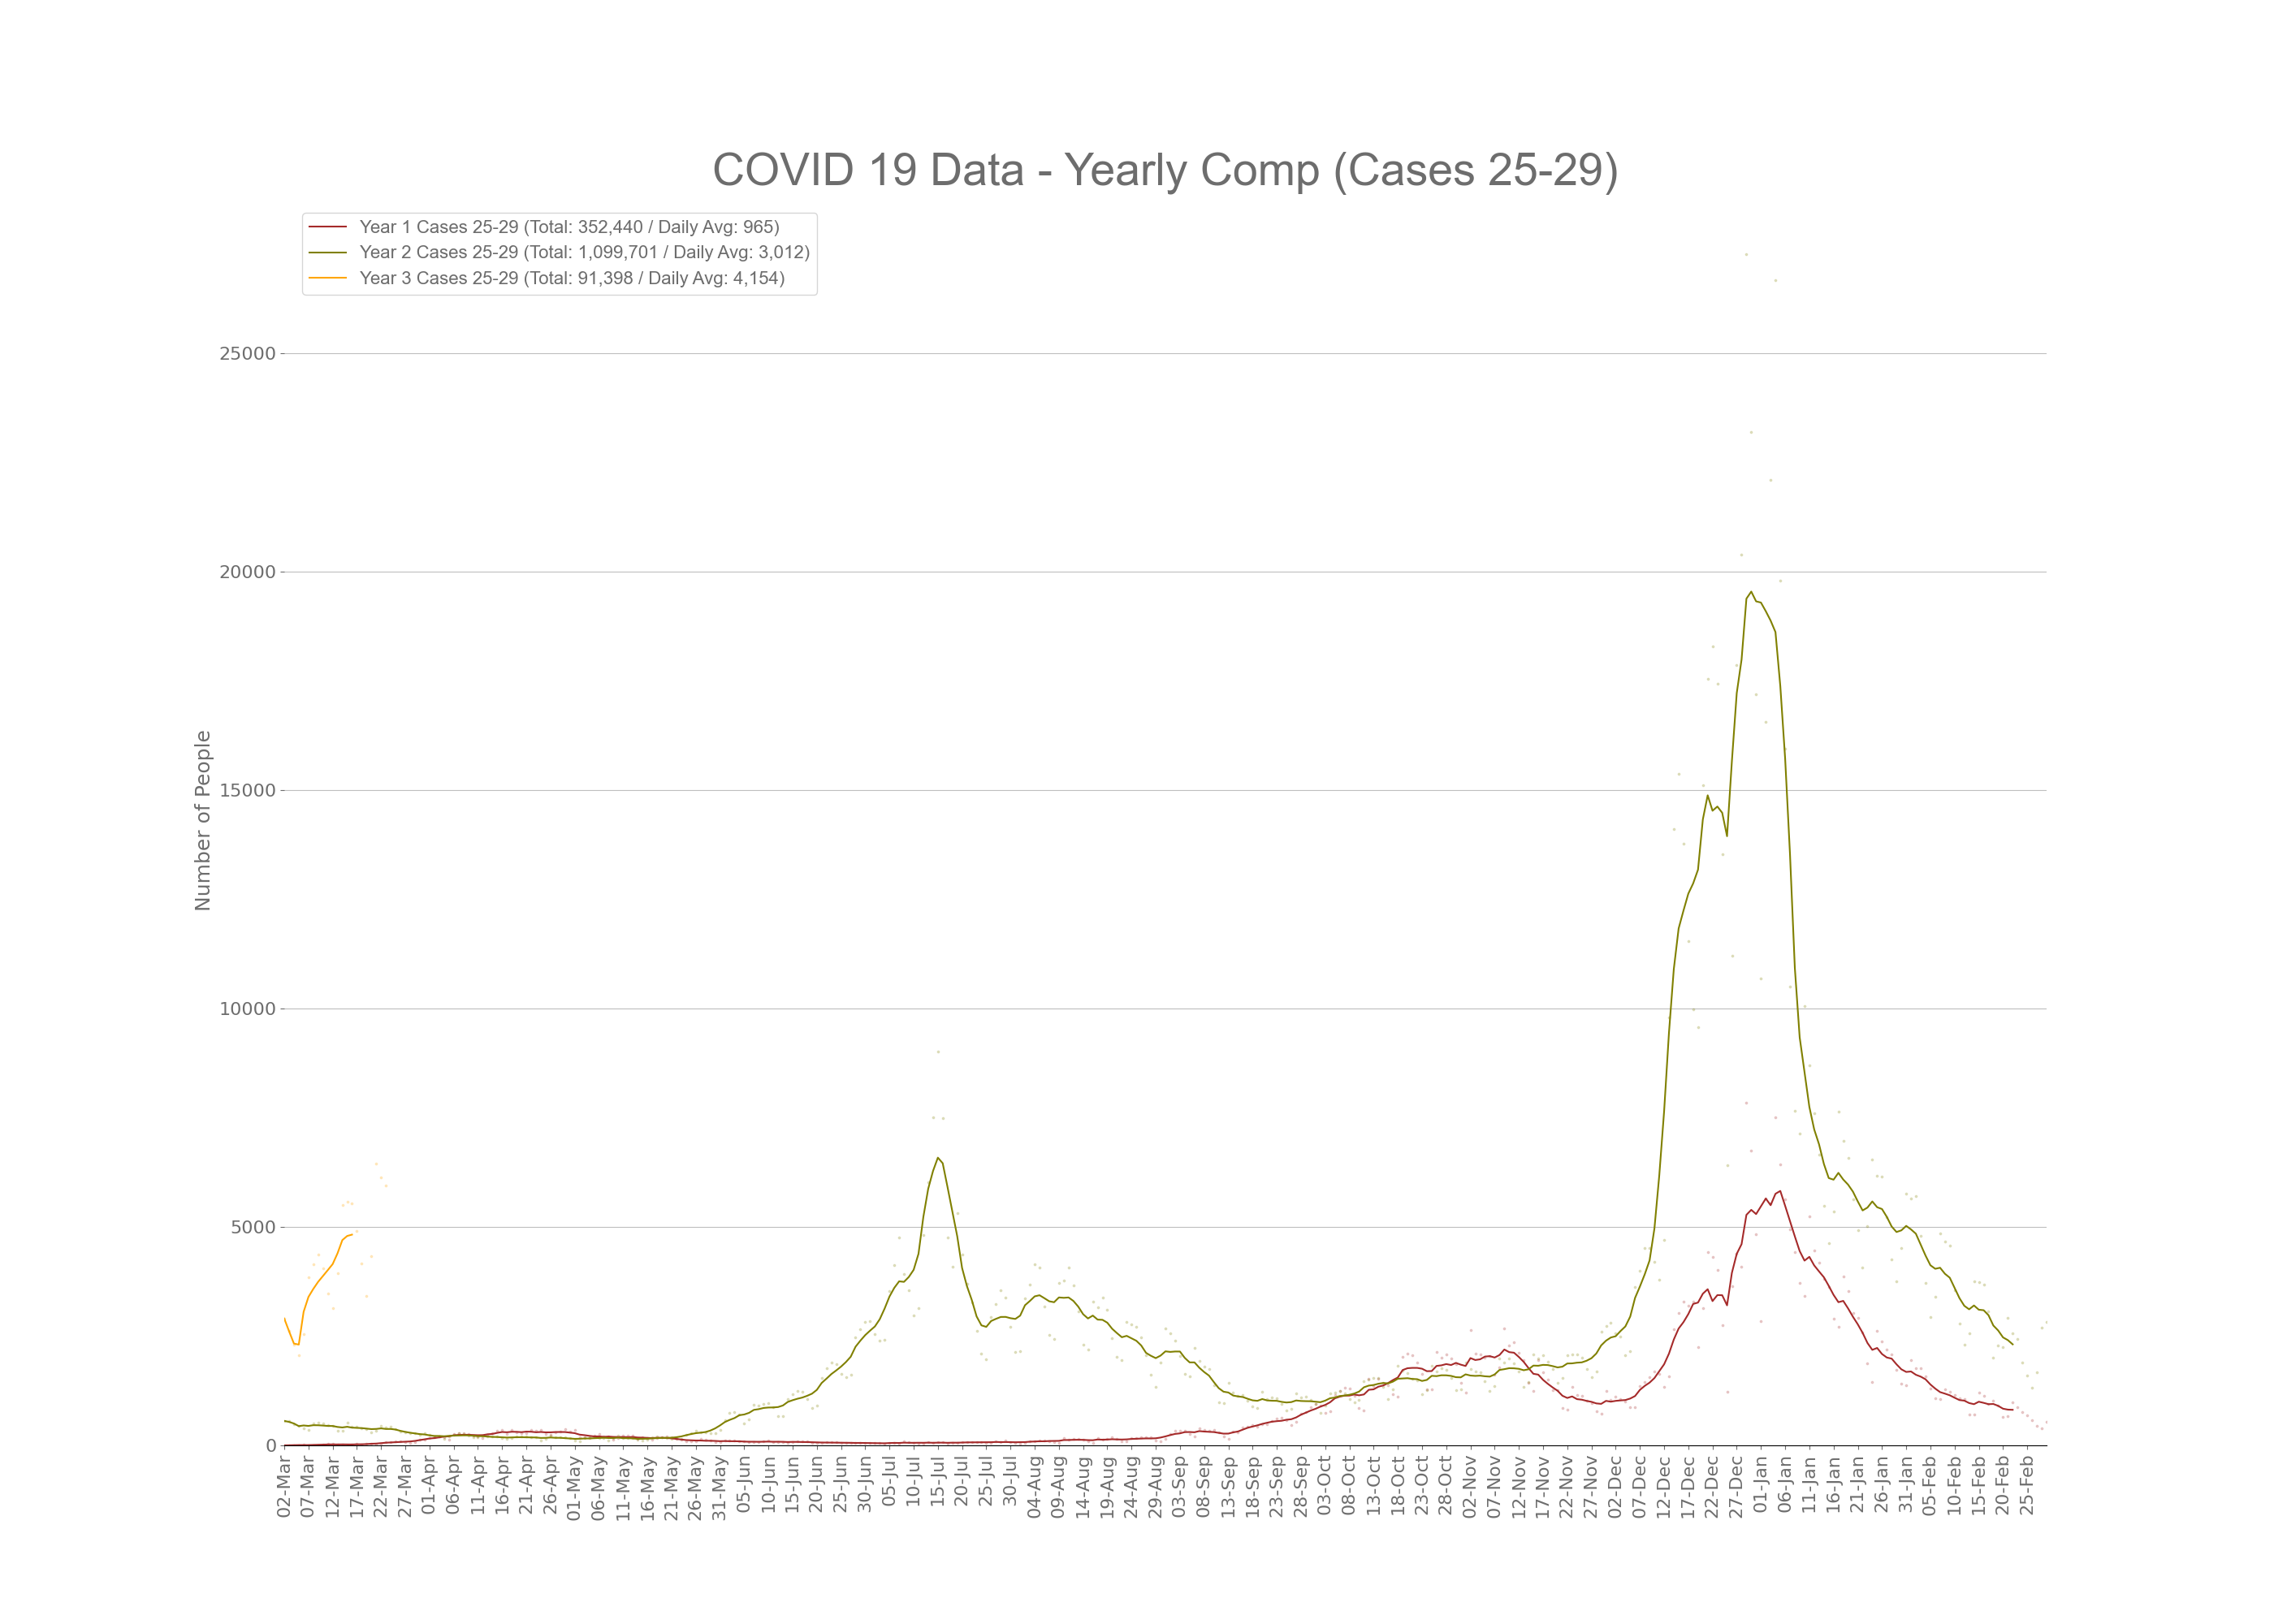 COVID 19 Data - Yearly Comp (Cases 25-29)
Year 1 Cases 25-29 (Total: 352,440 / Daily Avg: 965)
Year 2 Cases 25-29 (Total: 1,099,701 / Daily Avg: 3,012)
Year 3 Cases 25-29 (Total: 91,398 / Daily Avg: 4,154)
Number of People
25000
20000
15000
10000
5000
0
02-Mar
07-Mar
12-Mar
17-Mar
22-Mar
27-Mar
01-Apr
06-Apr
11-Apr
16-Apr
21-Apr
26-Apr
01-May
06-May
11-May
16-May
21-May
26-May
31-May
05-Jun
10-Jun
15-Jun
20-Jun
25-Jun
30-Jun
05-Jul
10-Jul
15-Jul
20-Jul
25-Jul
30-Jul
04-Aug
09-Aug
14-Aug
19-Aug
24-Aug
29-Aug
03-Sep
08-Sep
13-Sep
18-Sep
23-Sep
28-Sep
03-Oct
08-Oct
13-Oct
18-Oct
23-Oct
28-Oct
02-Nov
07-Nov
12-Nov
17-Nov
22-Nov
27-Nov
02-Dec
07-Dec
12-Dec
17-Dec
22-Dec
27-Dec
01-Jan
06-Jan
11-Jan
16-Jan
21-Jan
26-Jan
31-Jan
05-Feb
10-Feb
15-Feb
20-Feb
25-Feb